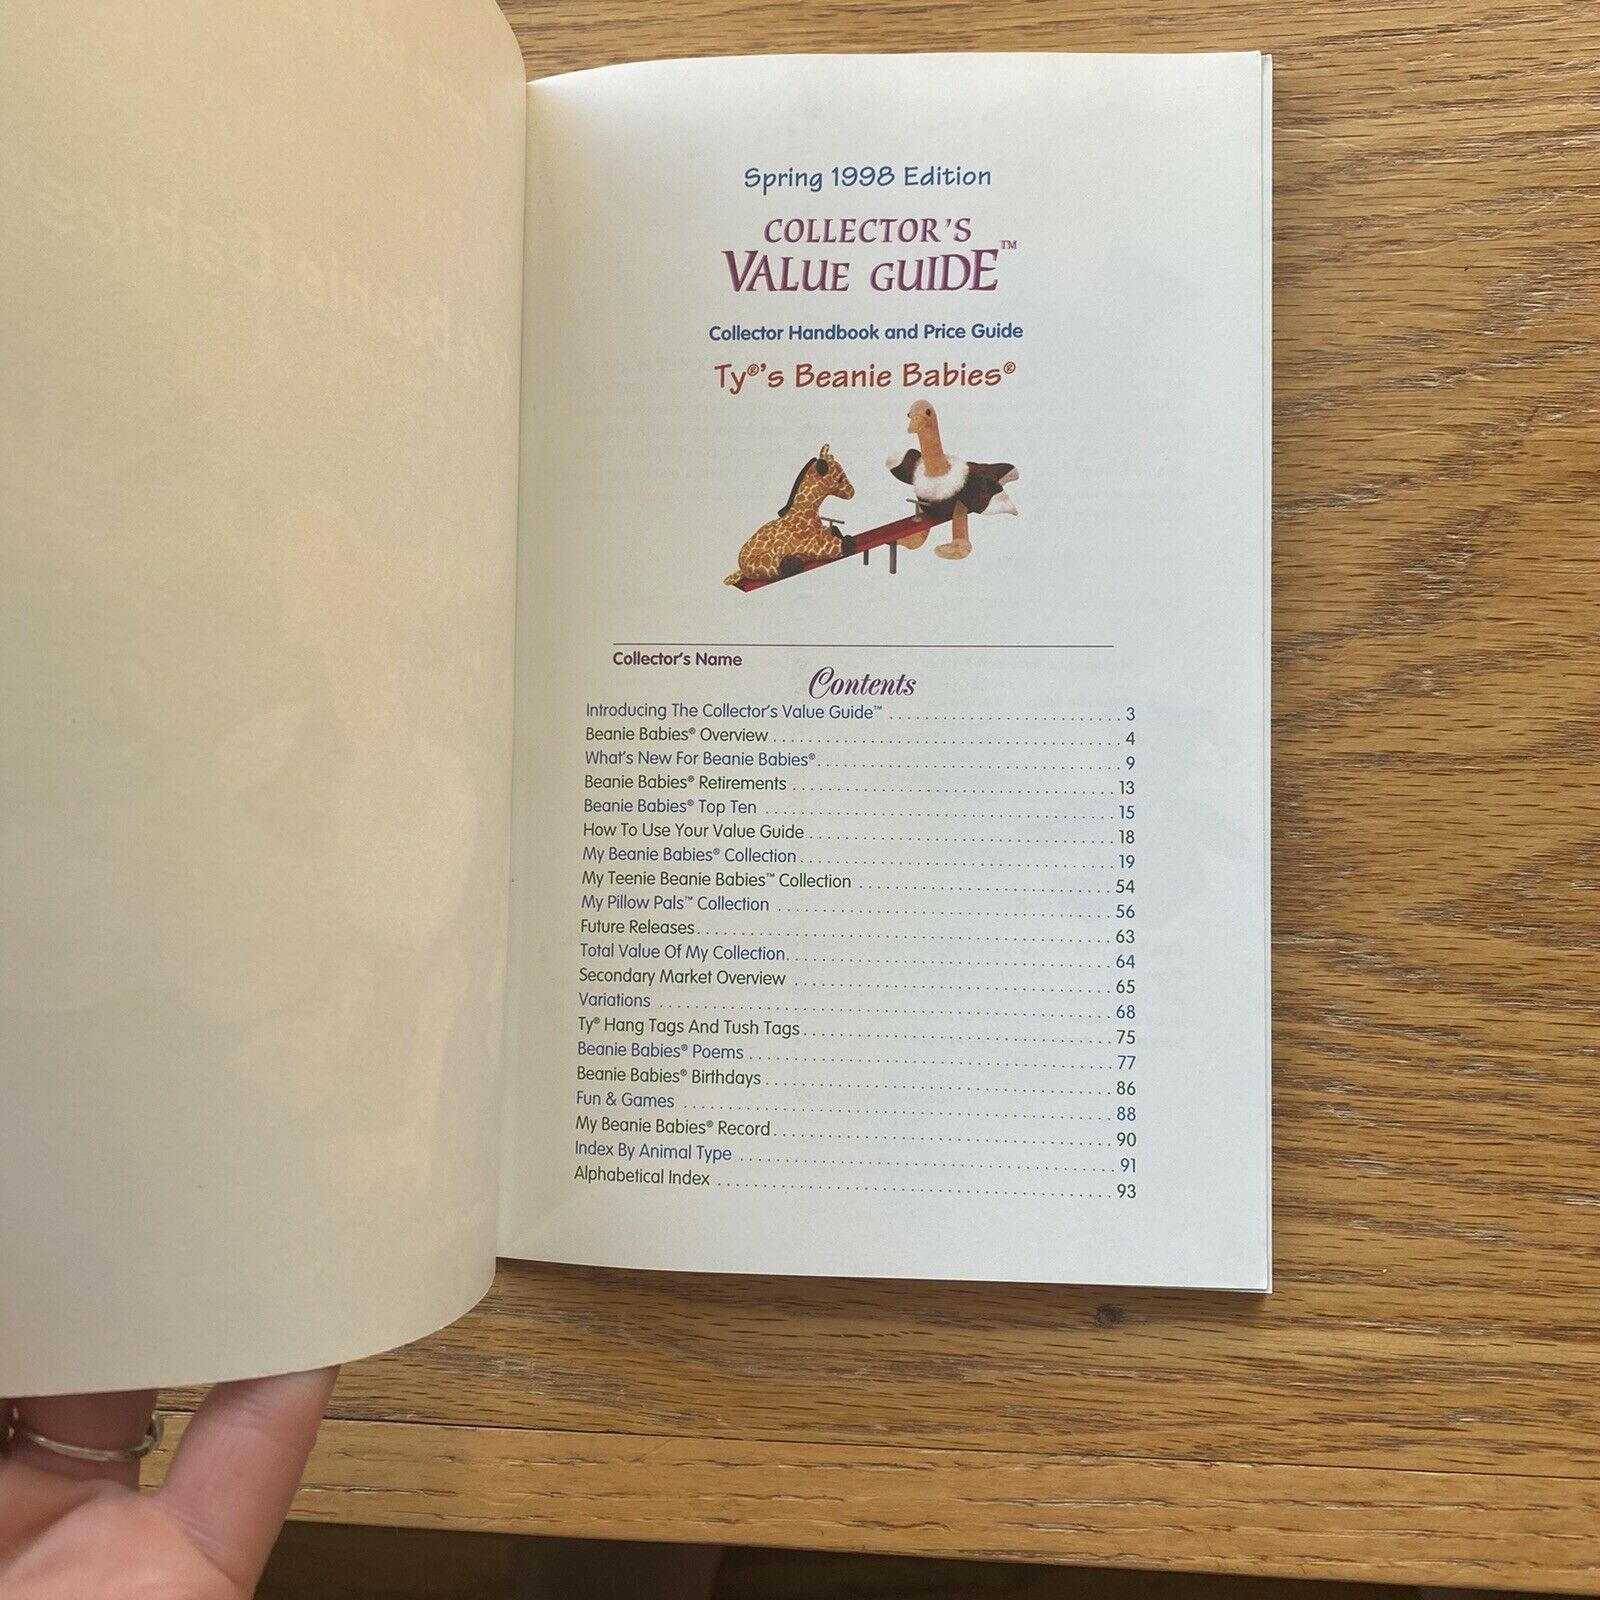 Spring 1998 Edition
COLLECTOR'S
VALUE GUIDE™
Collector Handbook and Price Guide
Ty®'s Beanie Babies®
Collector's Name
Contents
Introducing The Collector's Value Guide™ . . . . . . . . . . . . . . . . . . . . . . . . . 3
Beanie Babies® Overview . . . . . . . . . . . . . . . . . . . . . . . . . . . . . . . . . . . . . 4
What's New For Beanie Babies®. . . . . . . . . . . . . . . . . . . . . . . . . . . . . . . . 9
Beanie Babies® Retirements . . . . . . . . . . . . . . . . . . . . . . . . . . . . . . . . . . 13
Beanie Babies® Top Ten . . . . . . . . . . . . . . . . . . . . . . . . . . . . . . . . . . . . . 15
How To Use Your Value Guide . . . . . . . . . . . . . . . . . . . . . . . . . . . . . . . . 18
My Beanie Babies® Collection . . . . . . . . . . . . . . . . . . . . . . . . . . . . . . . . . 19
My Teenie Beanie Babies™ Collection . . . . . . . . . . . . . . . . . . . . . . . . . . . 54
My Pillow Pals™ Collection . . . . . . . . . . . . . . . . . . . . . . . . . . . . . . . . . . . 56
Future Releases. . . . . . . . . . . . . . . . . . . . . . . . . . . . . . . . . . . . . . . . . . . 63
Total Value Of My Collection. . . . . . . . . . . . . . . . . . . . . . . . . . . . . . . . . . 64
Secondary Market Overview . . . . . . . . . . . . . . . . . . . . . . . . . . . . . . . . . . 65
Variations . . . . . . . . . . . . . . . . . . . . . . . . . . . . . . . . . . . . . . . . . . . . . . . 68
Ty® Hang Tags And Tush Tags . . . . . . . . . . . . . . . . . . . . . . . . . . . . . . . . . 75
Beanie Babies® Poems . . . . . . . . . . . . . . . . . . . . . . . . . . . . . . . . . . . . . . 77
Beanie Babies® Birthdays . . . . . . . . . . . . . . . . . . . . . . . . . . . . . . . . . . . . 86
Fun & Games . . . . . . . . . . . . . . . . . . . . . . . . . . . . . . . . . . . . . . . . . . . . 88
My Beanie Babies® Record . . . . . . . . . . . . . . . . . . . . . . . . . . . . . . . . . . . 90
Index By Animal Type . . . . . . . . . . . . . . . . . . . . . . . . . . . . . . . . . . . . . . . 91
Alphabetical Index . . . . . . . . . . . . . . . . . . . . . . . . . . . . . . . . . . . . . . . . . 93